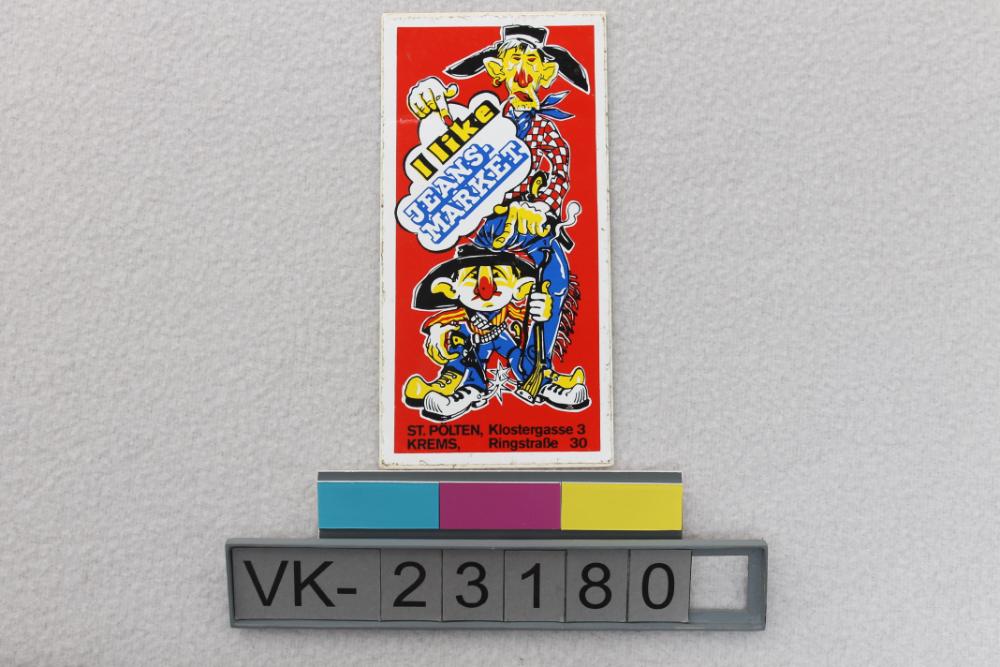 I like
JEANS.
MARKET
ST. PÖLTEN, Klostergasse 3
KREMS, Ringstraße 30
VK-23180